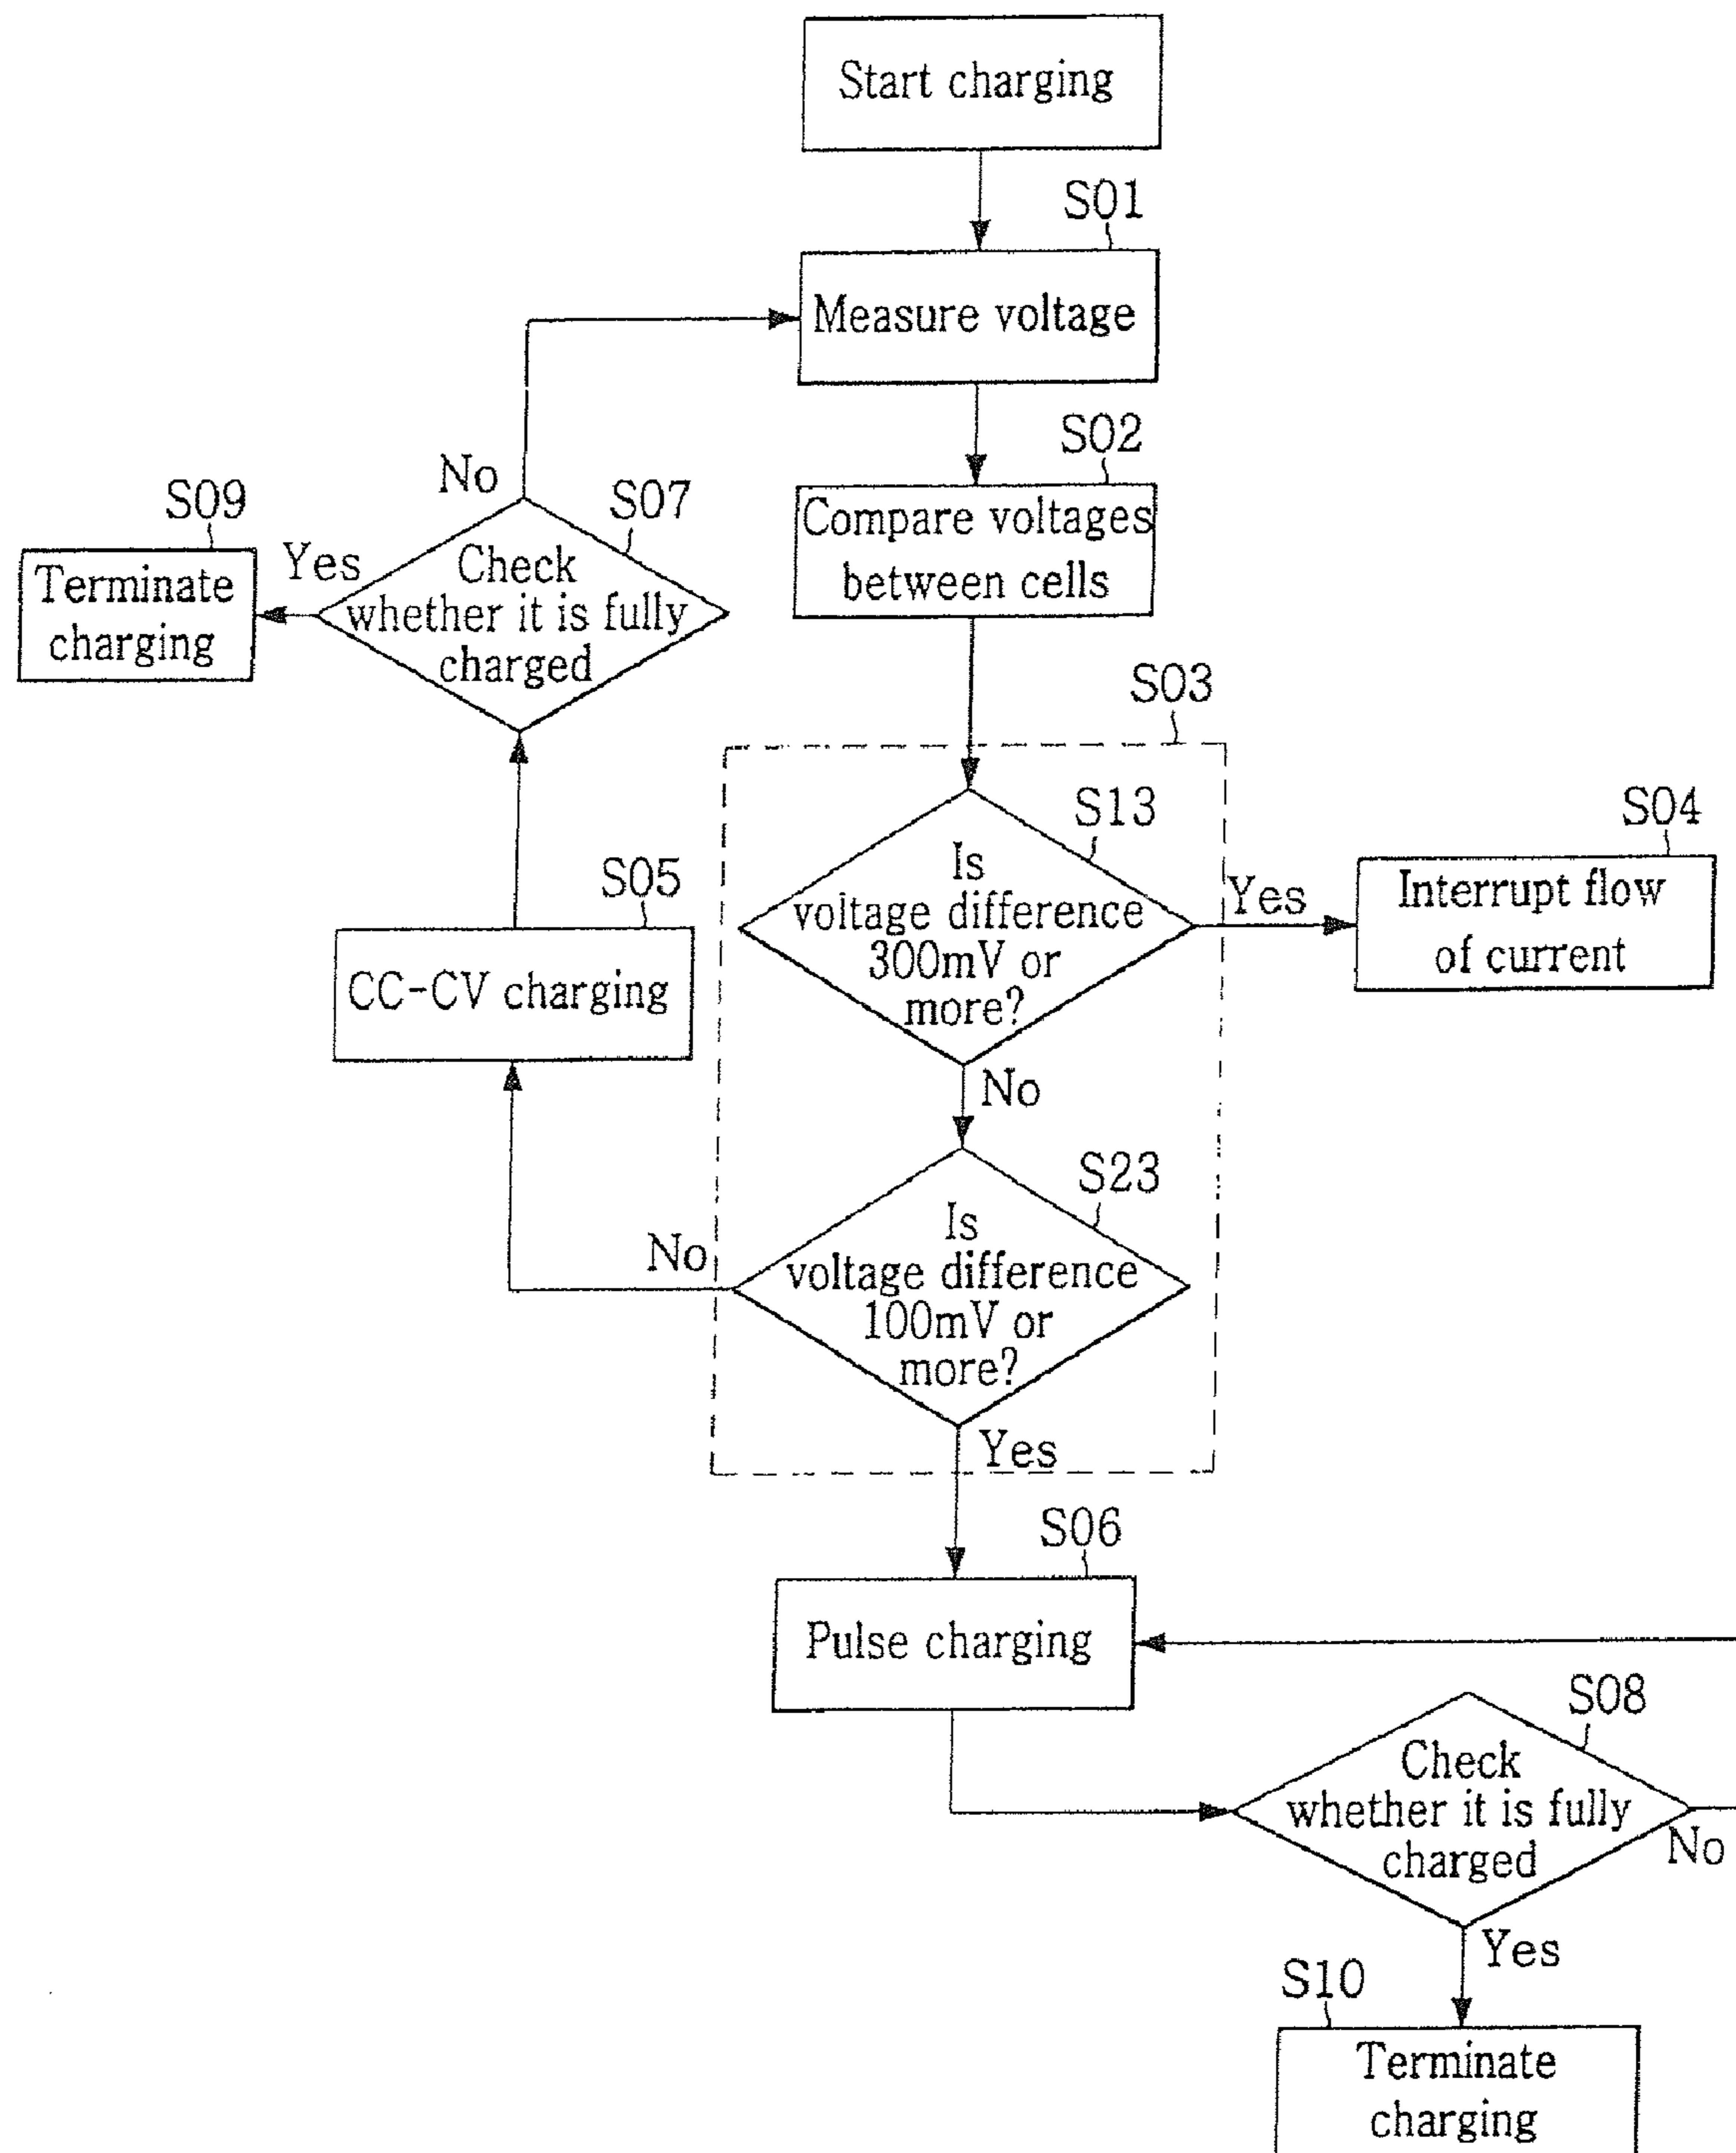 Start charging
S01
Measure voltage
S02
Compare voltages
between cells
S09
Terminate
charging
Yes
No
S07
Check
whether it is fully
charged
S03
S13
Is
voltage difference
300mV or
more?
Yes
S04
Interrupt flow
of current
S05
CC-CV charging
No
S23
Is
voltage difference
100mV or
more?
No
Yes
S06
Pulse charging
S08
Check
whether it is fully
charged
No
Yes
S10
Terminate
charging